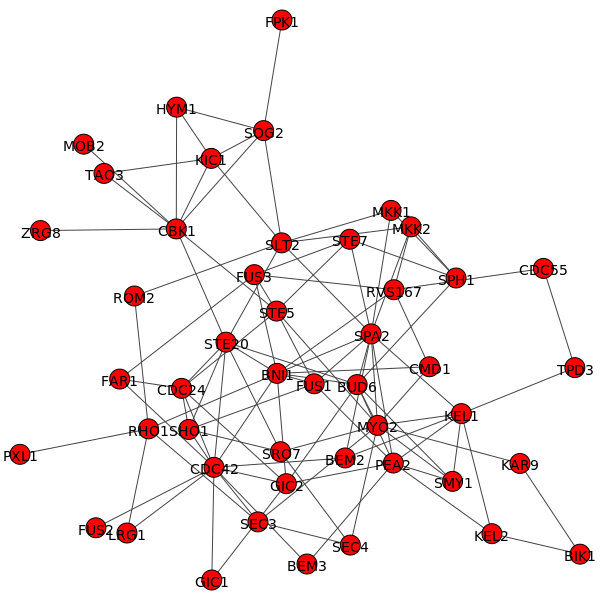 FPK1
HYM1
SOG2
MOB2
KIC1
TAO3
MKK1
ZRG8
CBK1
MKK2
SLT2
STE7
CDC55
FUS3
SPH1
RVS167
ROM2
STE5
SPA2
STE20
CMD1
TPD3
BNI1
FAR1
CDC24
FUS1
BUD6
KEL1
RHO1
SHO1
MYO2
PXL1
SRO7
BEM2
PEA2
KAR9
CDC42
GIC2
SMY1
SEC3
FUS2
LRG1
KEL2
SEC4
BIK1
BEM3
GIC1